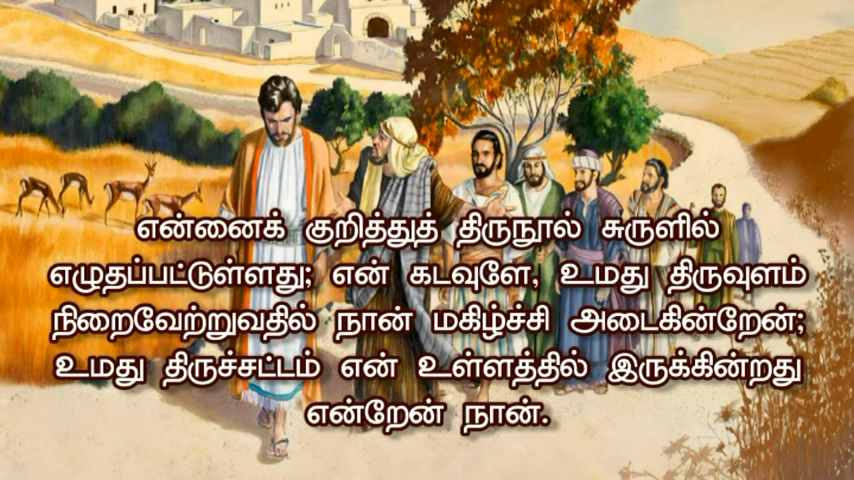 என்னைக் குறித்துத் திருநூல் சுருளில்
எழுதப்பட்டுள்ளது; என் கடவுளே, உமது திருவுளம்
நிறைவேற்றுவதில் நான் மகிழ்ச்சி அடைகின்றேன்;
உமது திருச்சட்டம் என் உள்ளத்தில் இருக்கின்றது
என்றேன் நான்.